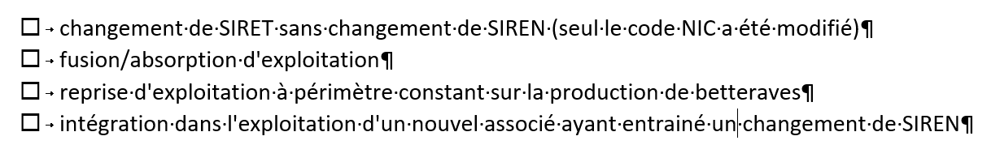 ☐ changement de SIRET sans changement de SIREN (seul le code NIC a été modifié)
☐ fusion/absorption d'exploitation
☐ reprise d'exploitation à périmètre constant sur la production de betteraves
☐ intégration dans l'exploitation d'un nouvel associé ayant entrainé un changement de SIREN